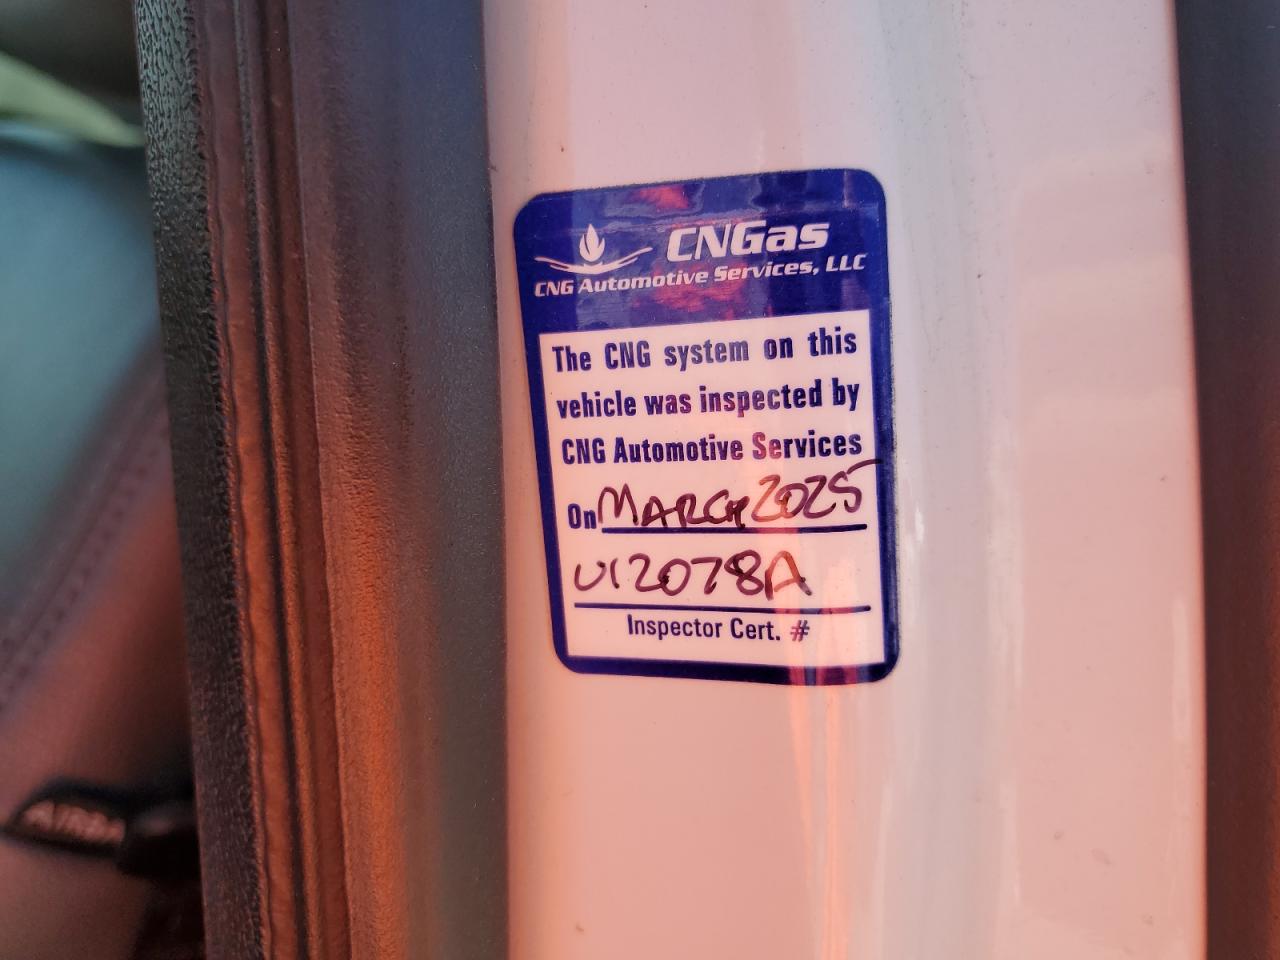 CNGas
CNG Automotive Services, LLC
The CNG system on this
vehicle was inspected by
CNG Automotive Services
On MARCH 2025
U12078A
Inspector Cert. #